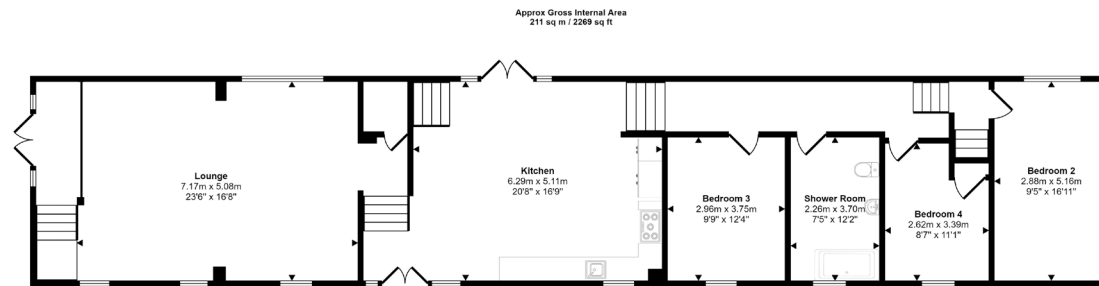 Approx Gross Internal Area
211 sq m / 2269 sq ft
Lounge
7.17m x 5.08m
23'6" x 16'8"
Kitchen
6.29m x 5.11m
20'8" x 16'9"
Bedroom 3
2.96m x 3.75m
9'9" x 12'4"
Shower Room
2.26m x 3.70m
7'5" x 12'2"
Bedroom 4
2.62m x 3.39m
8'7" x 11'1"
Bedroom 2
2.88m x 5.16m
9'5" x 16'11"